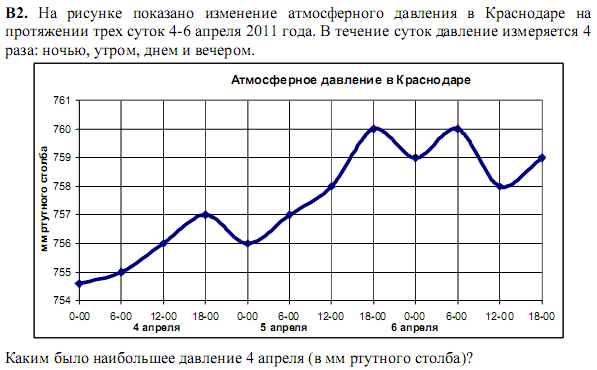 В2. На рисунке показано изменение атмосферного давления в Краснодаре на
протяжении трех суток 4-6 апреля 2011 года. В течение суток давление измеряется 4
раза: ночью, утром, днем и вечером.
Атмосферное давление в Краснодаре
761
760
759
758
757
756
755
754
мм ртутного столба
0-00 6-00 12-00 18-00 0-00 6-00 12-00 18-00 0-00 6-00 12-00 18-00
4 апреля 5 апреля 6 апреля
Каким было наибольшее давление 4 апреля (в мм ртутного столба)?